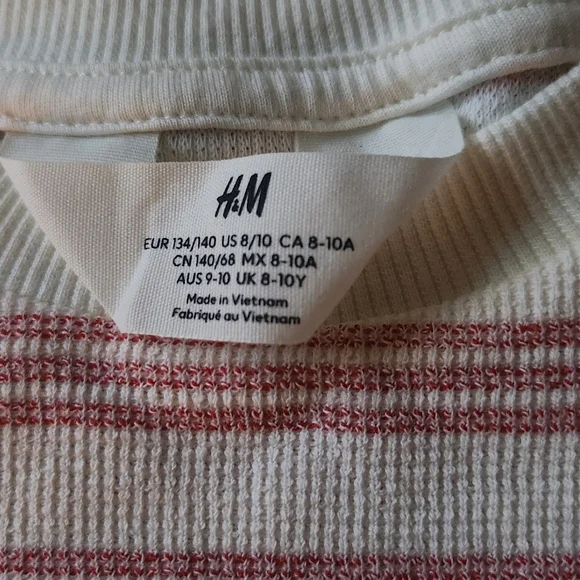 H&M
EUR 134/140 US 8/10 CA 8-10A
CN 140/68 MX 8-10A
AUS 9-10 UK 8-10Y
Made in Vietnam
Fabriqué au Vietnam